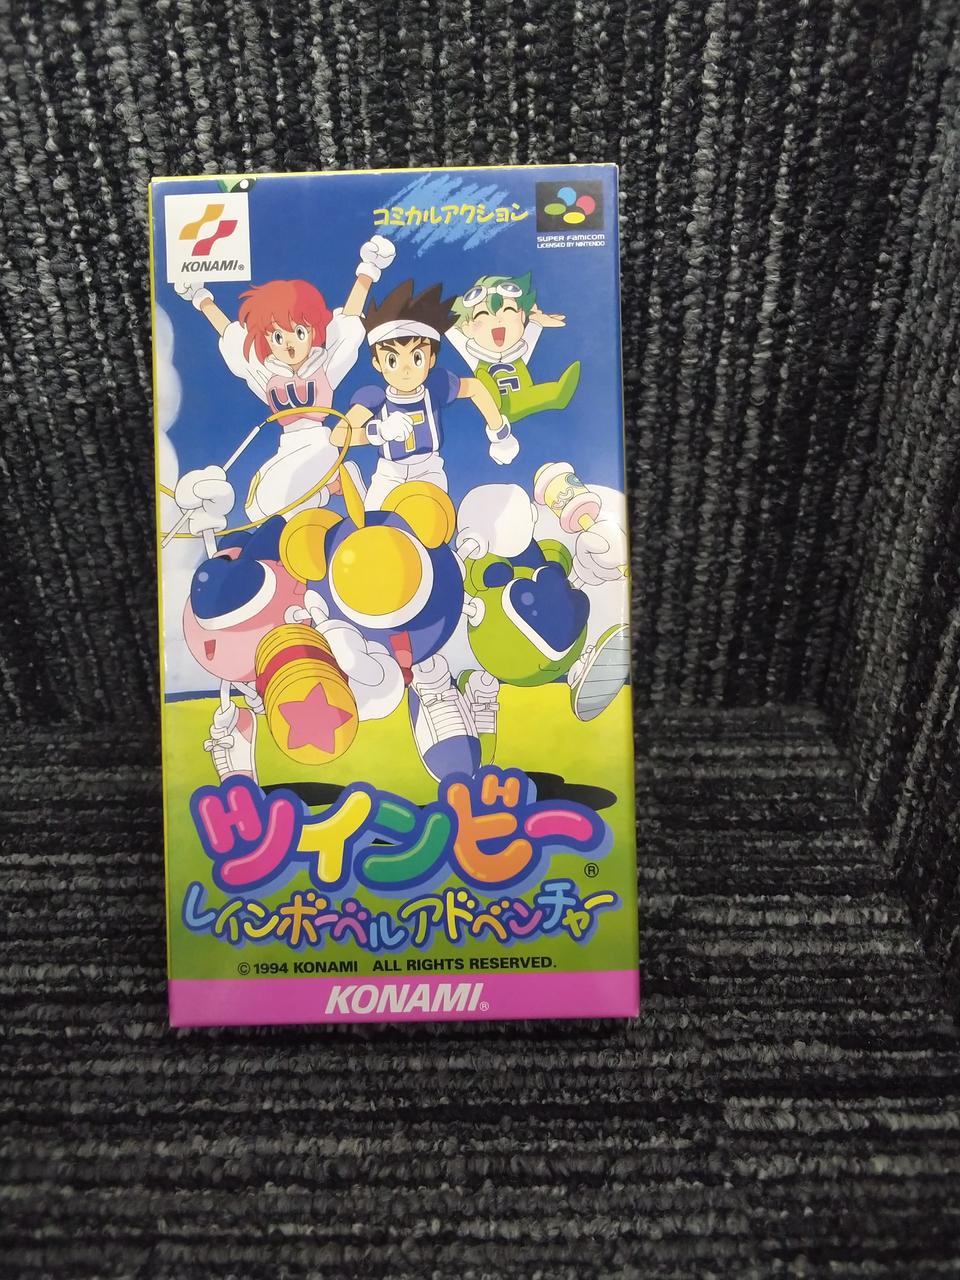 コミカルアクション
KONAMI®
SUPER FAMICOM
LICENSED BY NINTENDO
W
T
G
ツインビー
®
レインボーベルアドベンチャー
©1994 KONAMI ALL RIGHTS RESERVED.
KONAMI®